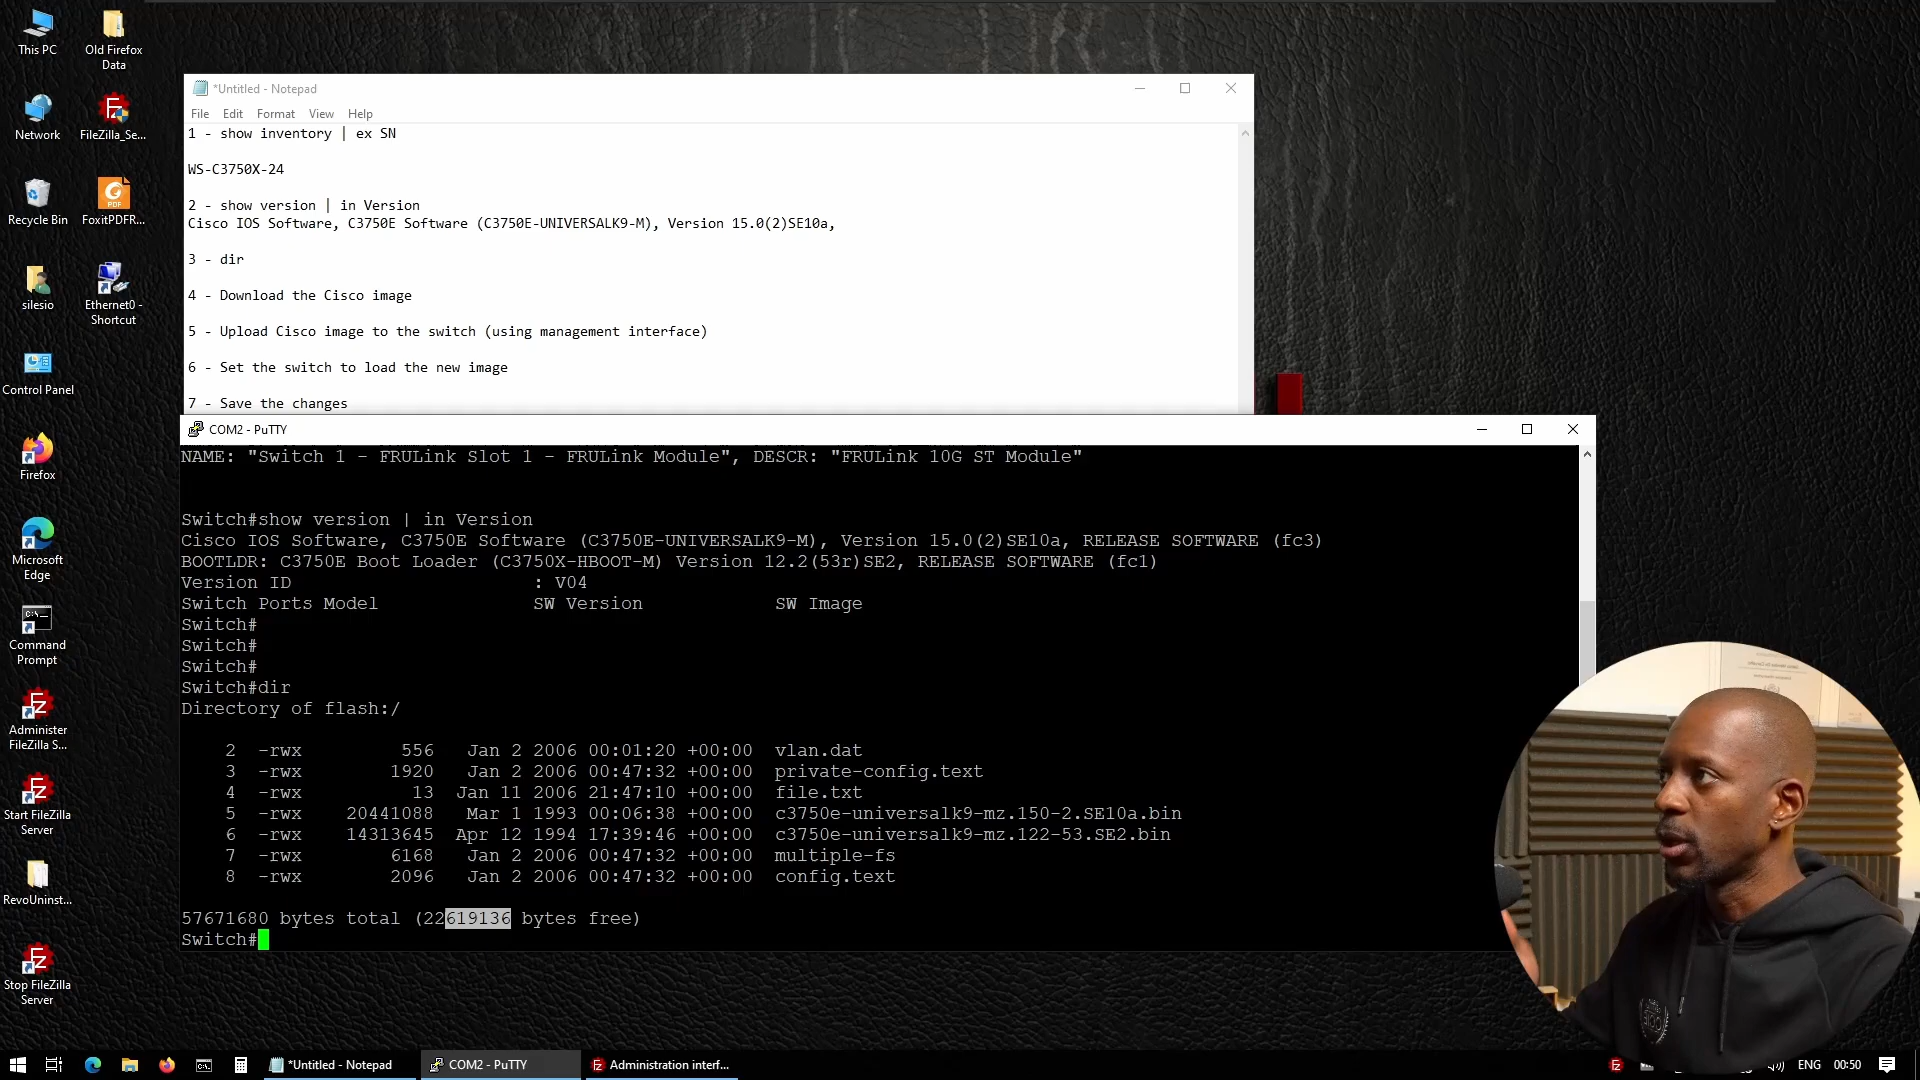 This PC
Old Firefox
Data
Network
FileZilla_Se...
Recycle Bin
FoxitPDFR...
silesio
Ethernet0 -
Shortcut
Control Panel
Firefox
Microsoft
Edge
Command
Prompt
Administer
FileZilla S...
Start FileZilla
Server
RevoUninst...
Stop FileZilla
Server
*Untitled - Notepad
File Edit Format View Help
1 - show inventory | ex SN
WS-C3750X-24
2 - show version | in Version
Cisco IOS Software, C3750E Software (C3750E-UNIVERSALK9-M), Version 15.0(2)SE10a,
3 - dir
4 - Download the Cisco image
5 - Upload Cisco image to the switch (using management interface)
6 - Set the switch to load the new image
7 - Save the changes
COM2 - PuTTY
NAME: "Switch 1 - FRULink Slot 1 - FRULink Module", DESCR: "FRULink 10G ST Module"
Switch#show version | in Version
Cisco IOS Software, C3750E Software (C3750E-UNIVERSALK9-M), Version 15.0(2)SE10a, RELEASE SOFTWARE (fc3)
BOOTLDR: C3750E Boot Loader (C3750X-HBOOT-M) Version 12.2(53r)SE2, RELEASE SOFTWARE (fc1)
Version ID : V04
Switch Ports Model SW Version SW Image
Switch#
Switch#
Switch#
Switch#dir
Directory of flash:/
2 -rwx 556 Jan 2 2006 00:01:20 +00:00 vlan.dat
3 -rwx 1920 Jan 2 2006 00:47:32 +00:00 private-config.text
4 -rwx 13 Jan 11 2006 21:47:10 +00:00 file.txt
5 -rwx 20441088 Mar 1 1993 00:06:38 +00:00 c3750e-universalk9-mz.150-2.SE10a.bin
6 -rwx 14313645 Apr 12 1994 17:39:46 +00:00 c3750e-universalk9-mz.122-53.SE2.bin
7 -rwx 6168 Jan 2 2006 00:47:32 +00:00 multiple-fs
8 -rwx 2096 Jan 2 2006 00:47:32 +00:00 config.text
57671680 bytes total (22619136 bytes free)
Switch#
*Untitled - Notepad
COM2 - PuTTY
Administration interf...
ENG
00:50